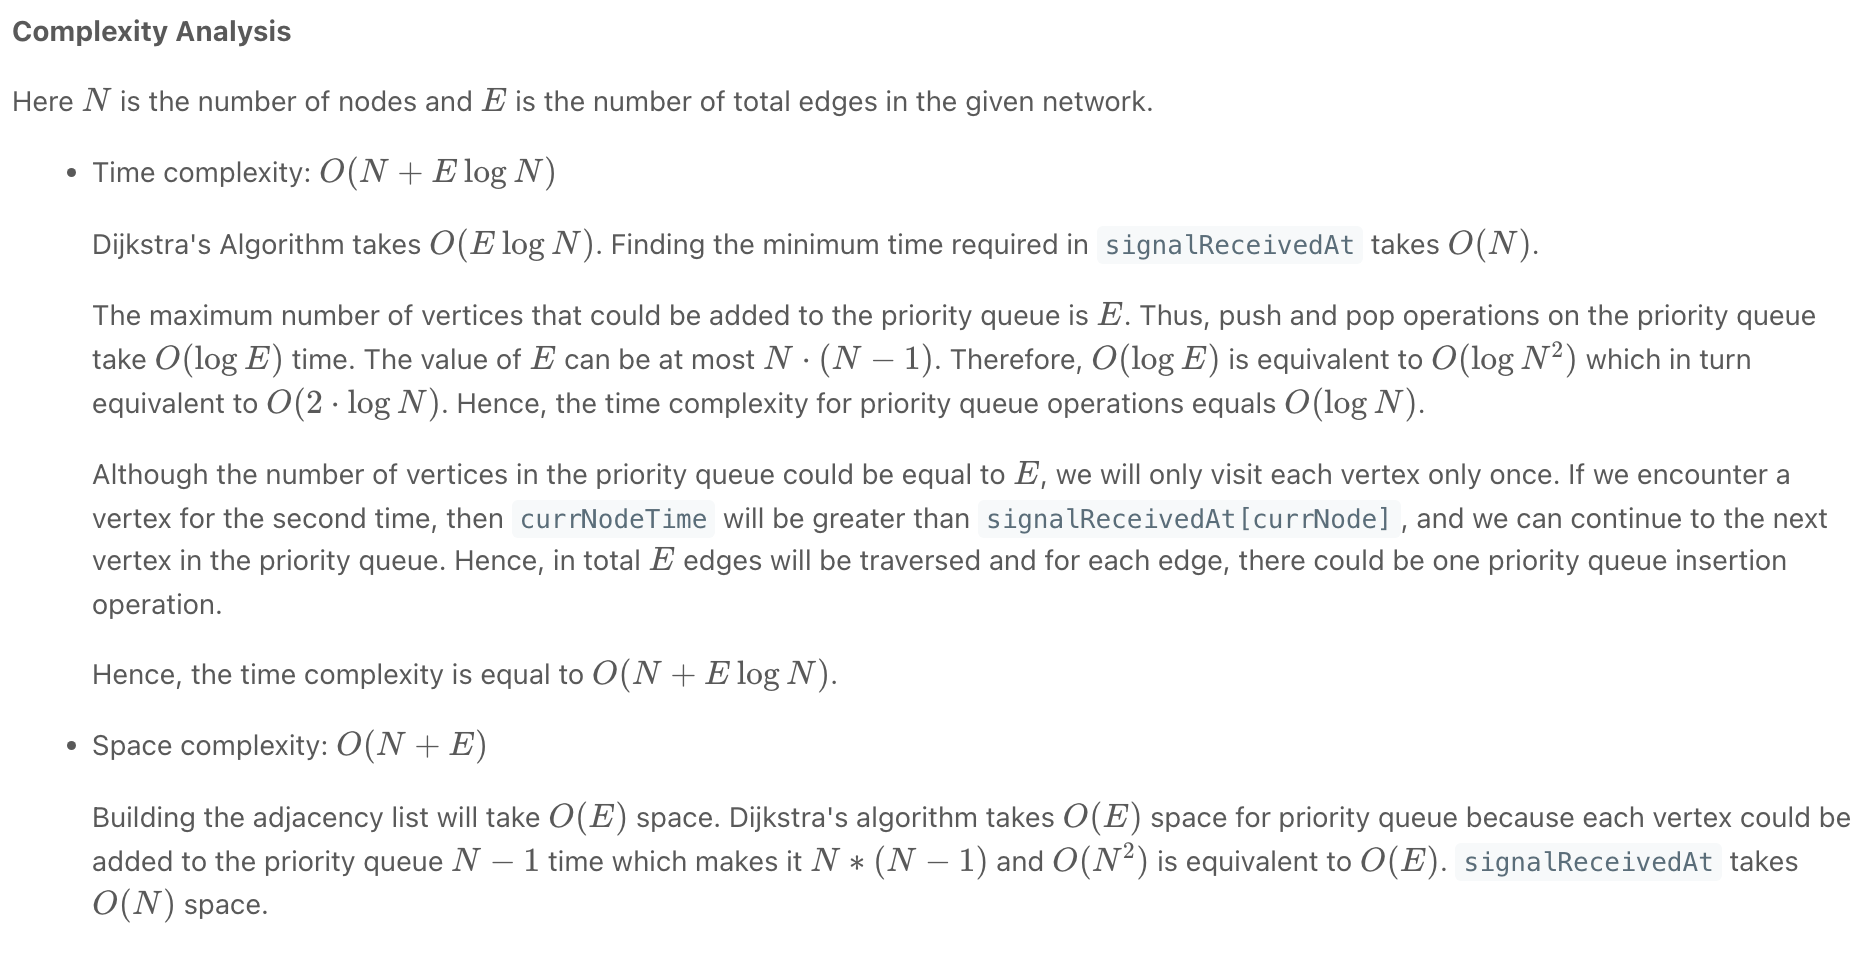 Complexity Analysis
Here N is the number of nodes and E is the number of total edges in the given network.
• Time complexity: O(N + E log N)
Dijkstra's Algorithm takes O(E log N). Finding the minimum time required in signalReceivedAt takes O(N).
The maximum number of vertices that could be added to the priority queue is E. Thus, push and pop operations on the priority queue
take O(log E) time. The value of E can be at most N · (N − 1). Therefore, O(log E) is equivalent to O(log N²) which in turn
equivalent to O(2 · log N). Hence, the time complexity for priority queue operations equals O(log N).
Although the number of vertices in the priority queue could be equal to E, we will only visit each vertex only once. If we encounter a
vertex for the second time, then currNodeTime will be greater than signalReceivedAt[currNode] , and we can continue to the next
vertex in the priority queue. Hence, in total E edges will be traversed and for each edge, there could be one priority queue insertion
operation.
Hence, the time complexity is equal to O(N + E log N).
• Space complexity: O(N + E)
Building the adjacency list will take O(E) space. Dijkstra's algorithm takes O(E) space for priority queue because each vertex could be
added to the priority queue N − 1 time which makes it N ∗ (N − 1) and O(N²) is equivalent to O(E). signalReceivedAt takes
O(N) space.